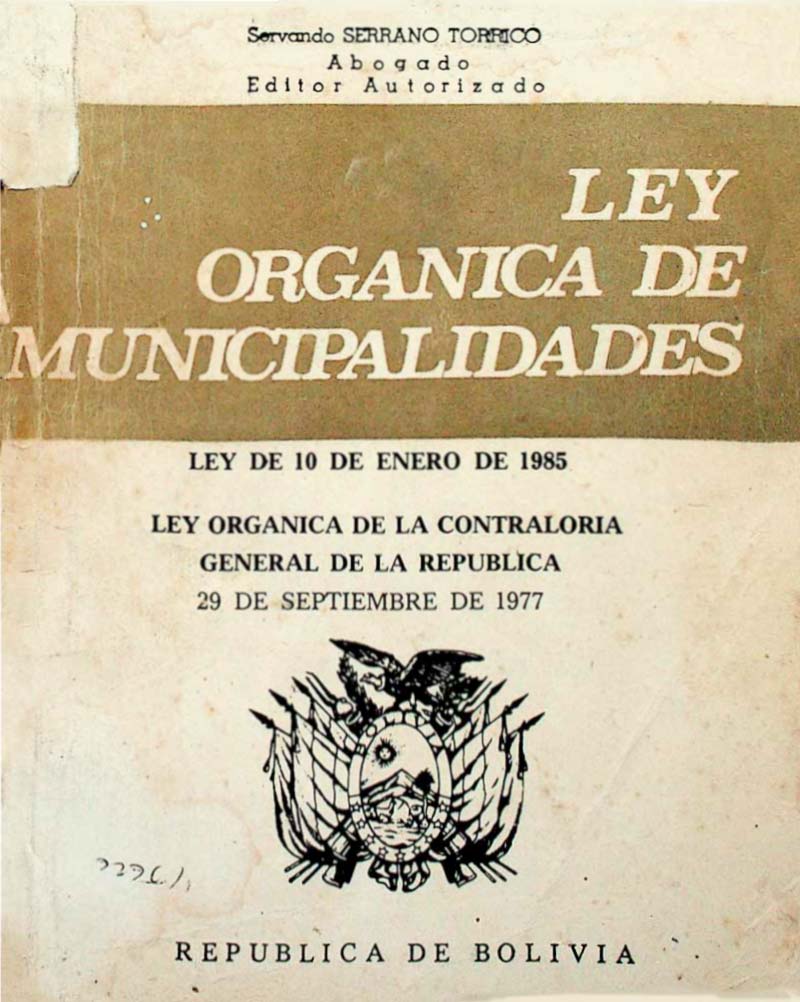 Servando SERRANO TORRICO
Abogado
Editor Autorizado
LEY
ORGANICA DE
MUNICIPALIDADES
LEY DE 10 DE ENERO DE 1985
LEY ORGANICA DE LA CONTRALORIA
GENERAL DE LA REPUBLICA
29 DE SEPTIEMBRE DE 1977
BOLIVIA
REPUBLICA DE BOLIVIA